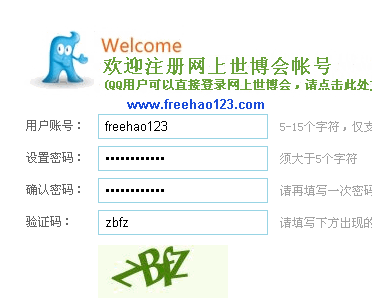 Welcome
欢迎注册网上世博会帐号
(QQ用户可以直接登录网上世博会，请点击此处
www.freehao123.com
用户账号： freehao123 5-15个字符，仅支
设置密码： •••••••••••• 须大于5个字符
确认密码： •••••••••••• 请再填写一次密码
验证码： zbfz 请填写下方出现的
zBfz